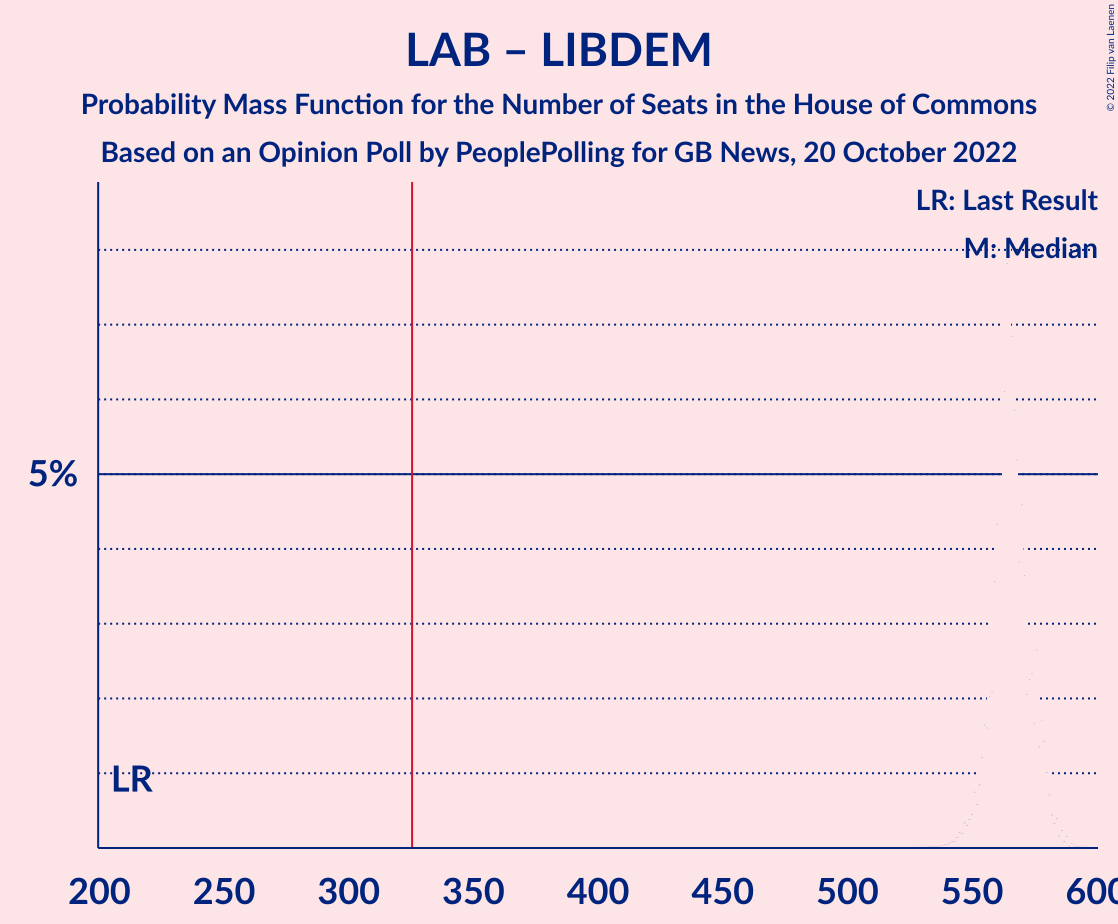 LAB – LIBDEM
Probability Mass Function for the Number of Seats in the House of Commons
Based on an Opinion Poll by PeoplePolling for GB News, 20 October 2022
© 2022 Filip van Laenen
LR: Last Result
M: Median
5%
LR
200 250 300 350 400 450 500 550 600